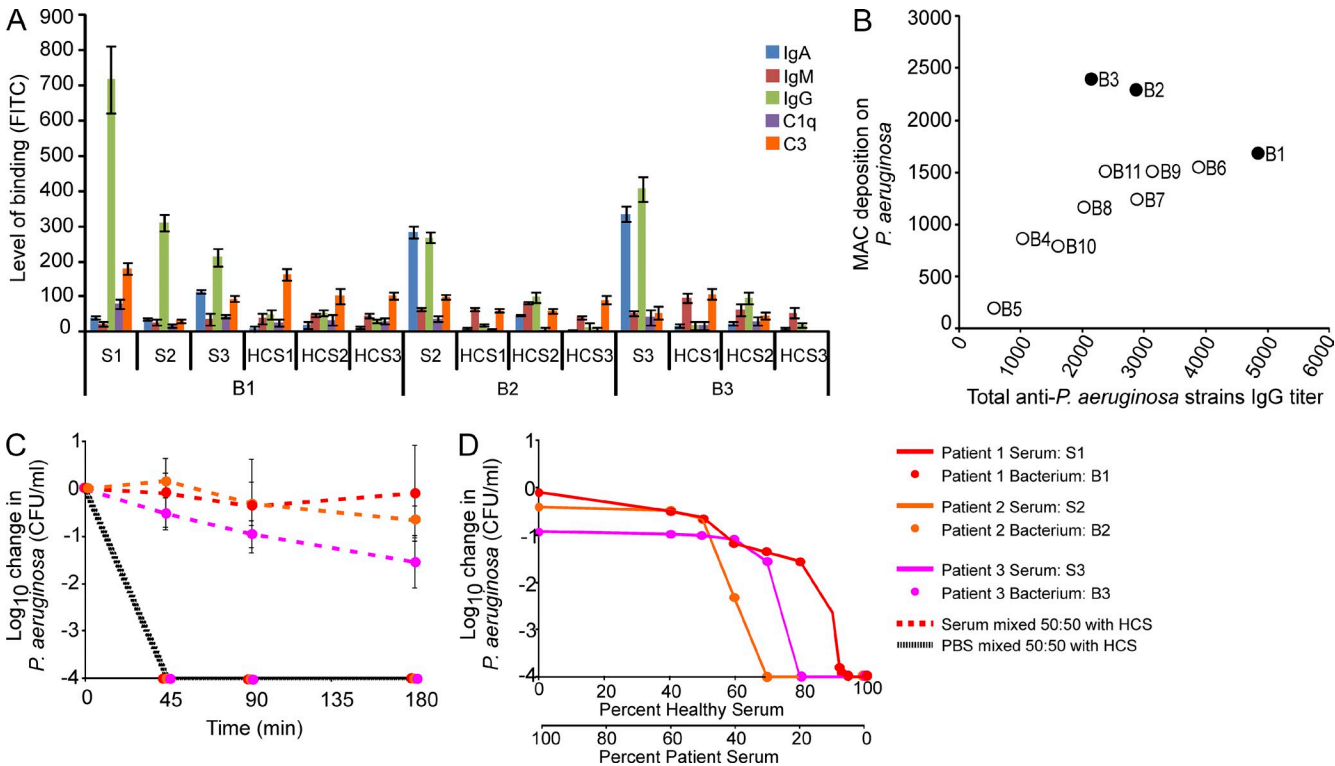 A
Level of binding (FITC)
900
800
700
600
500
400
300
200
100
0
IgA
IgM
IgG
C1q
C3
S1 S2 S3 HCS1 HCS2 HCS3 S2 HCS1 HCS2 HCS3 S3 HCS1 HCS2 HCS3
B1 B2 B3
B
MAC deposition on
P. aeruginosa
3000
2500
2000
1500
1000
500
0
B3
B2
B1
B11
B9
B6
B7
B8
B4
B10
B5
0 1000 2000 3000 4000 5000 6000
Total anti-P. aeruginosa strains IgG titer
C
Log10 change in
P. aeruginosa (CFU/ml)
1
0
-1
-2
-3
-4
0 45 90 135 180
Time (min)
D
Log10 change in
P. aeruginosa (CFU/ml)
1
0
-1
-2
-3
-4
0 20 40 60 80 100
Percent Healthy Serum
100 80 60 40 20 0
Percent Patient Serum
Patient 1 Serum: S1
Patient 1 Bacterium: B1
Patient 2 Serum: S2
Patient 2 Bacterium: B2
Patient 3 Serum: S3
Patient 3 Bacterium: B3
Serum mixed 50:50 with HCS
PBS mixed 50:50 with HCS